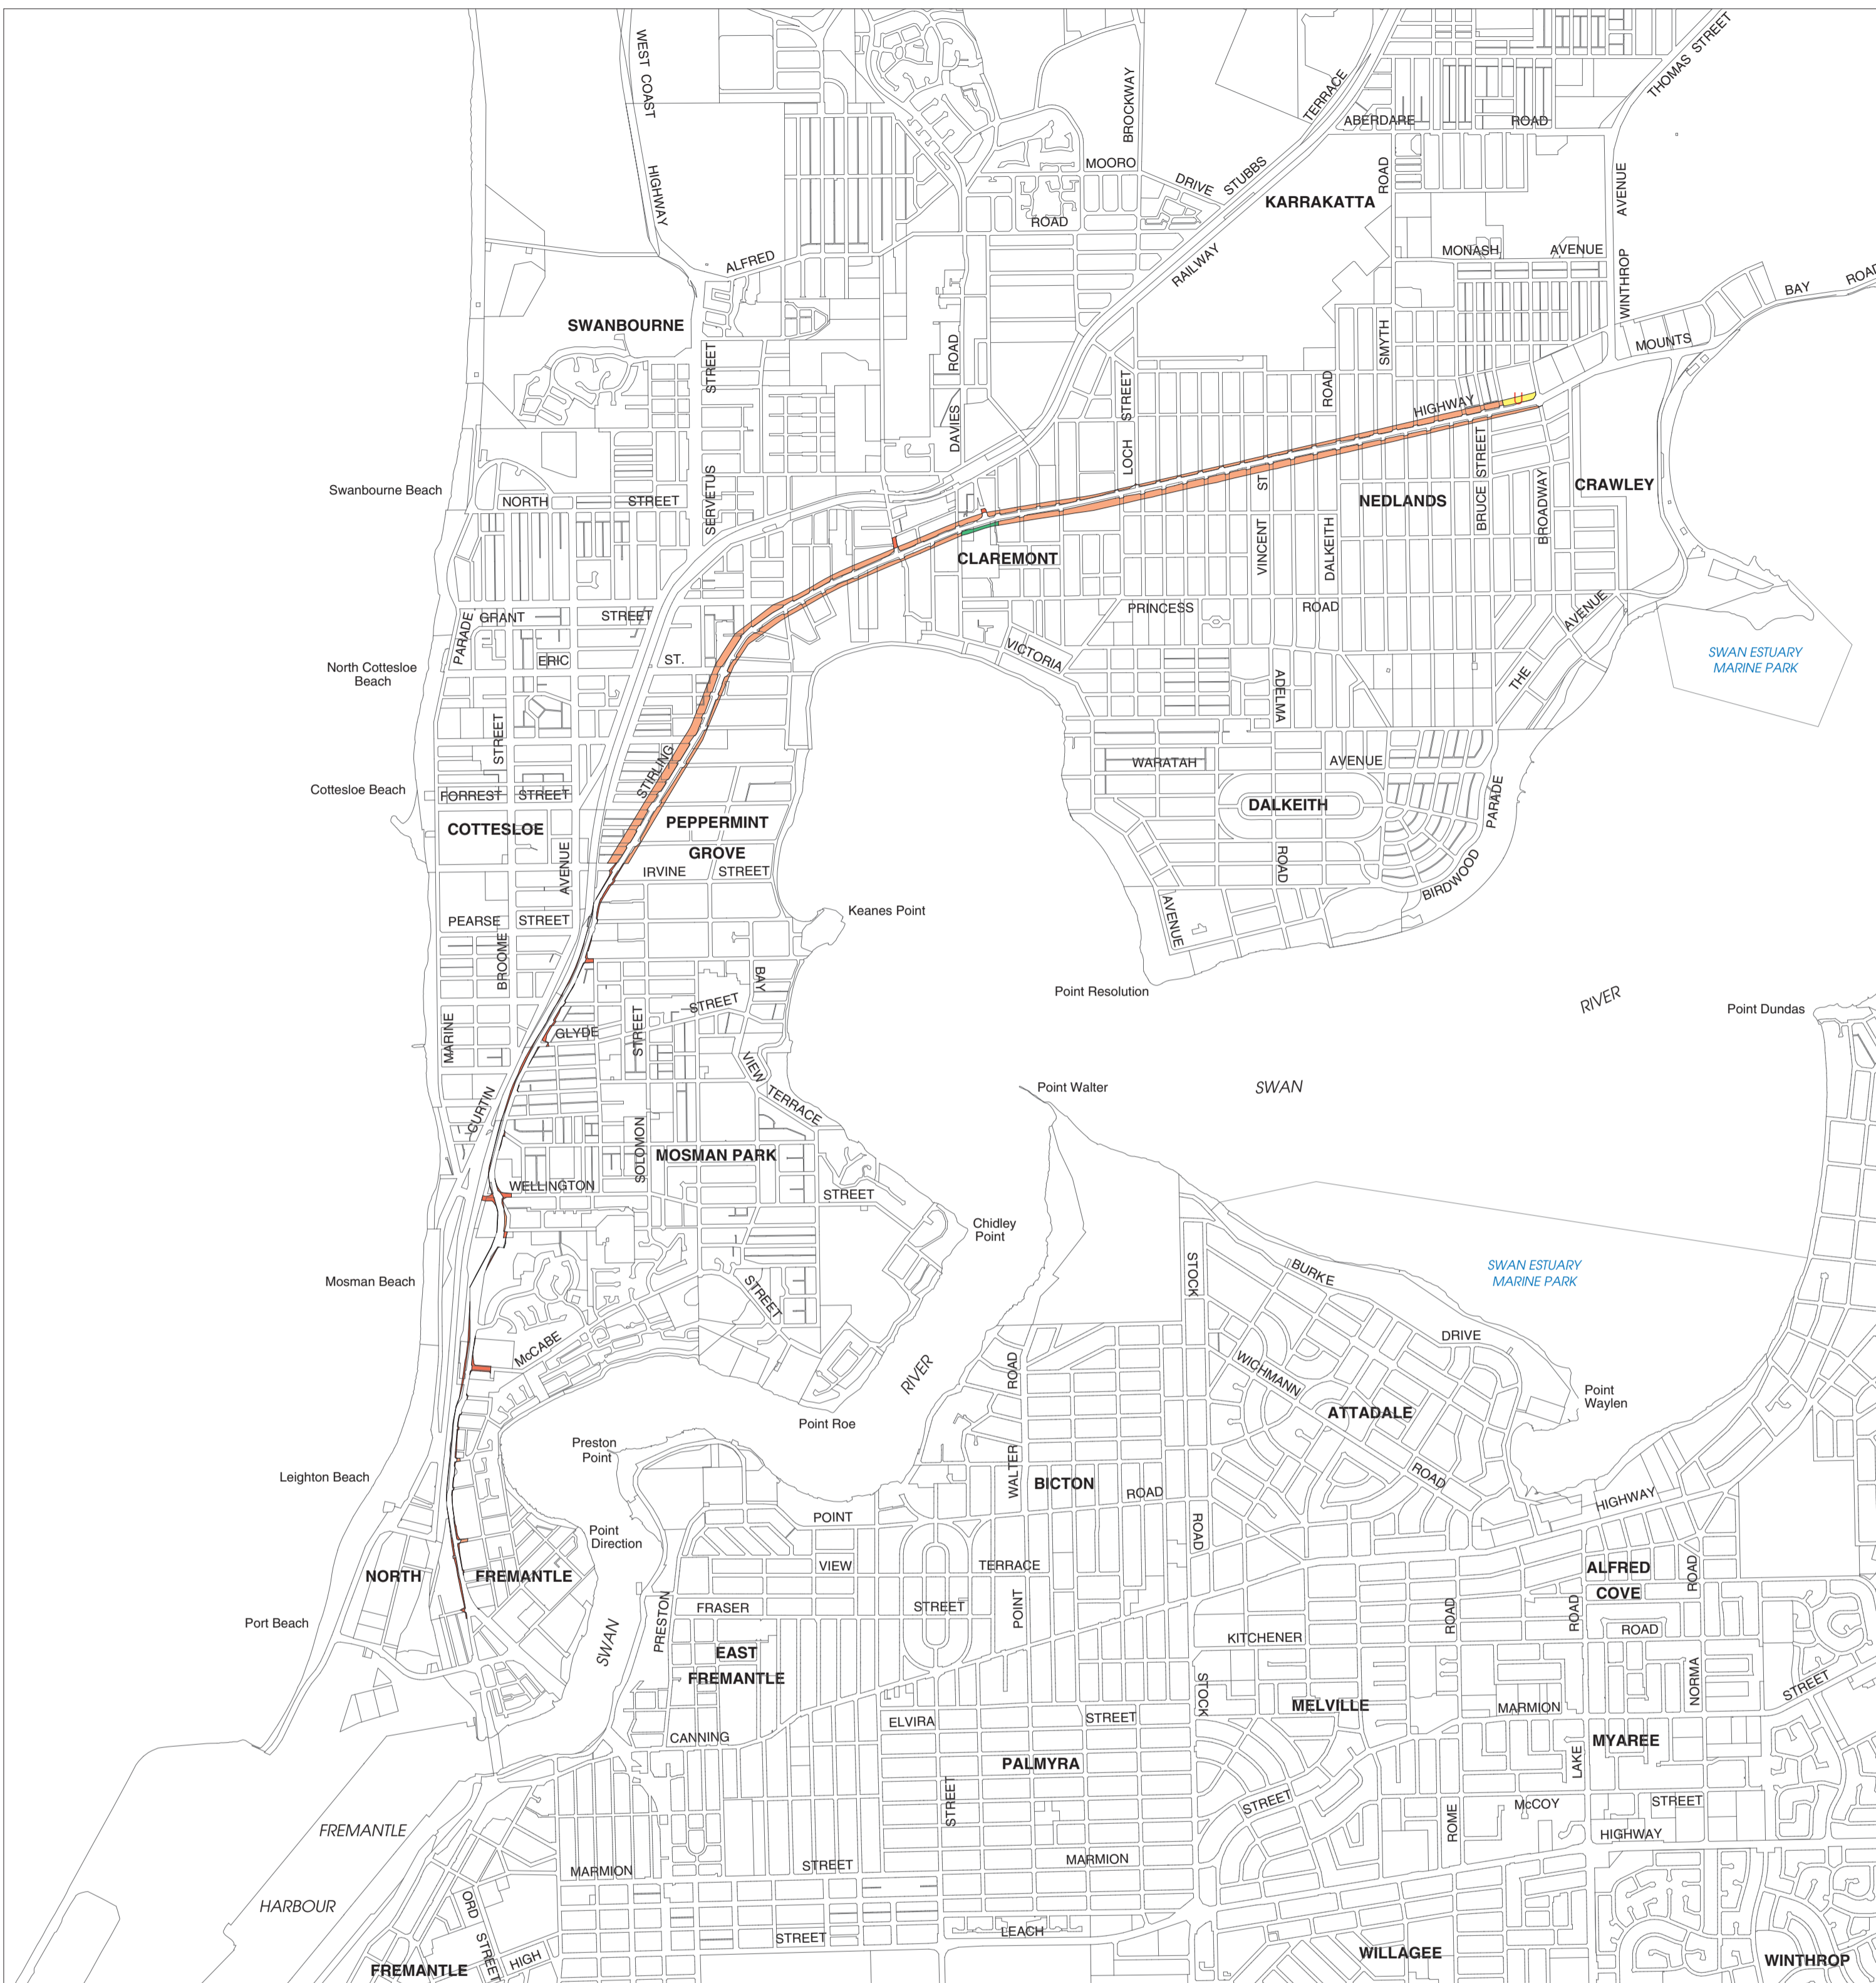 WEST COAST
HIGHWAY
BROCKWAY
TERRACE
THOMAS STREET
ABERDARE
ROAD
MOORO
DRIVE
STUBBS
ROAD
KARRAKATTA
AVENUE
ROAD
ALFRED
RAILWAY
MONASH
AVENUE
WINTHROP
BAY
ROAD
SWANBOURNE
MOUNTS
STREET
ROAD
SMYTH
STREET
ROAD
DAVIES
HIGHWAY
U
LOCH
ST
BRUCE STREET
BROADWAY
CRAWLEY
NEDLANDS
Swanbourne Beach
NORTH
STREET
SERVETUS
CLAREMONT
VINCENT
DALKEITH
PRINCESS
ROAD
AVENUE
THE
GRANT
STREET
PARADE
ERIC
ST.
VICTORIA
SWAN ESTUARY
MARINE PARK
North Cottesloe
Beach
ADELMA
STREET
STIRLING
WARATAH
AVENUE
Cottesloe Beach
FORREST
STREET
DALKEITH
PARADE
COTTESLOE
PEPPERMINT
GROVE
AVENUE
IRVINE
STREET
ROAD
BIRDWOOD
PEARSE
STREET
Keanes Point
AVENUE
BROOME
BAY
Point Resolution
RIVER
Point Dundas
STREET
MARINE
GLYDE
STREET
VIEW
TERRACE
Point Walter
SWAN
CURTIN
SOLOMON
MOSMAN PARK
WELLINGTON
STREET
Chidley
Point
STOCK
BURKE
SWAN ESTUARY
MARINE PARK
Mosman Beach
STREET
McCABE
DRIVE
RIVER
ROAD
WICHMANN
Point
Waylen
ATTADALE
Point Roe
Preston
Point
Leighton Beach
WALTER
BICTON
ROAD
ROAD
HIGHWAY
POINT
Point
Direction
ROAD
VIEW
TERRACE
NORTH
FREMANTLE
ALFRED
COVE
ROAD
PRESTON
FRASER
STREET
POINT
ROAD
ROAD
Port Beach
SWAN
KITCHENER
ROAD
EAST
FREMANTLE
STOCK
NORMA
STREET
MELVILLE
MARMION
ELVIRA
STREET
CANNING
MYAREE
PALMYRA
LAKE
STREET
STREET
McCOY
STREET
ROME
HIGHWAY
FREMANTLE
MARMION
STREET
MARMION
HARBOUR
ORD
STREET
LEACH
STREET
HIGH
WILLAGEE
WINTHROP
FREMANTLE